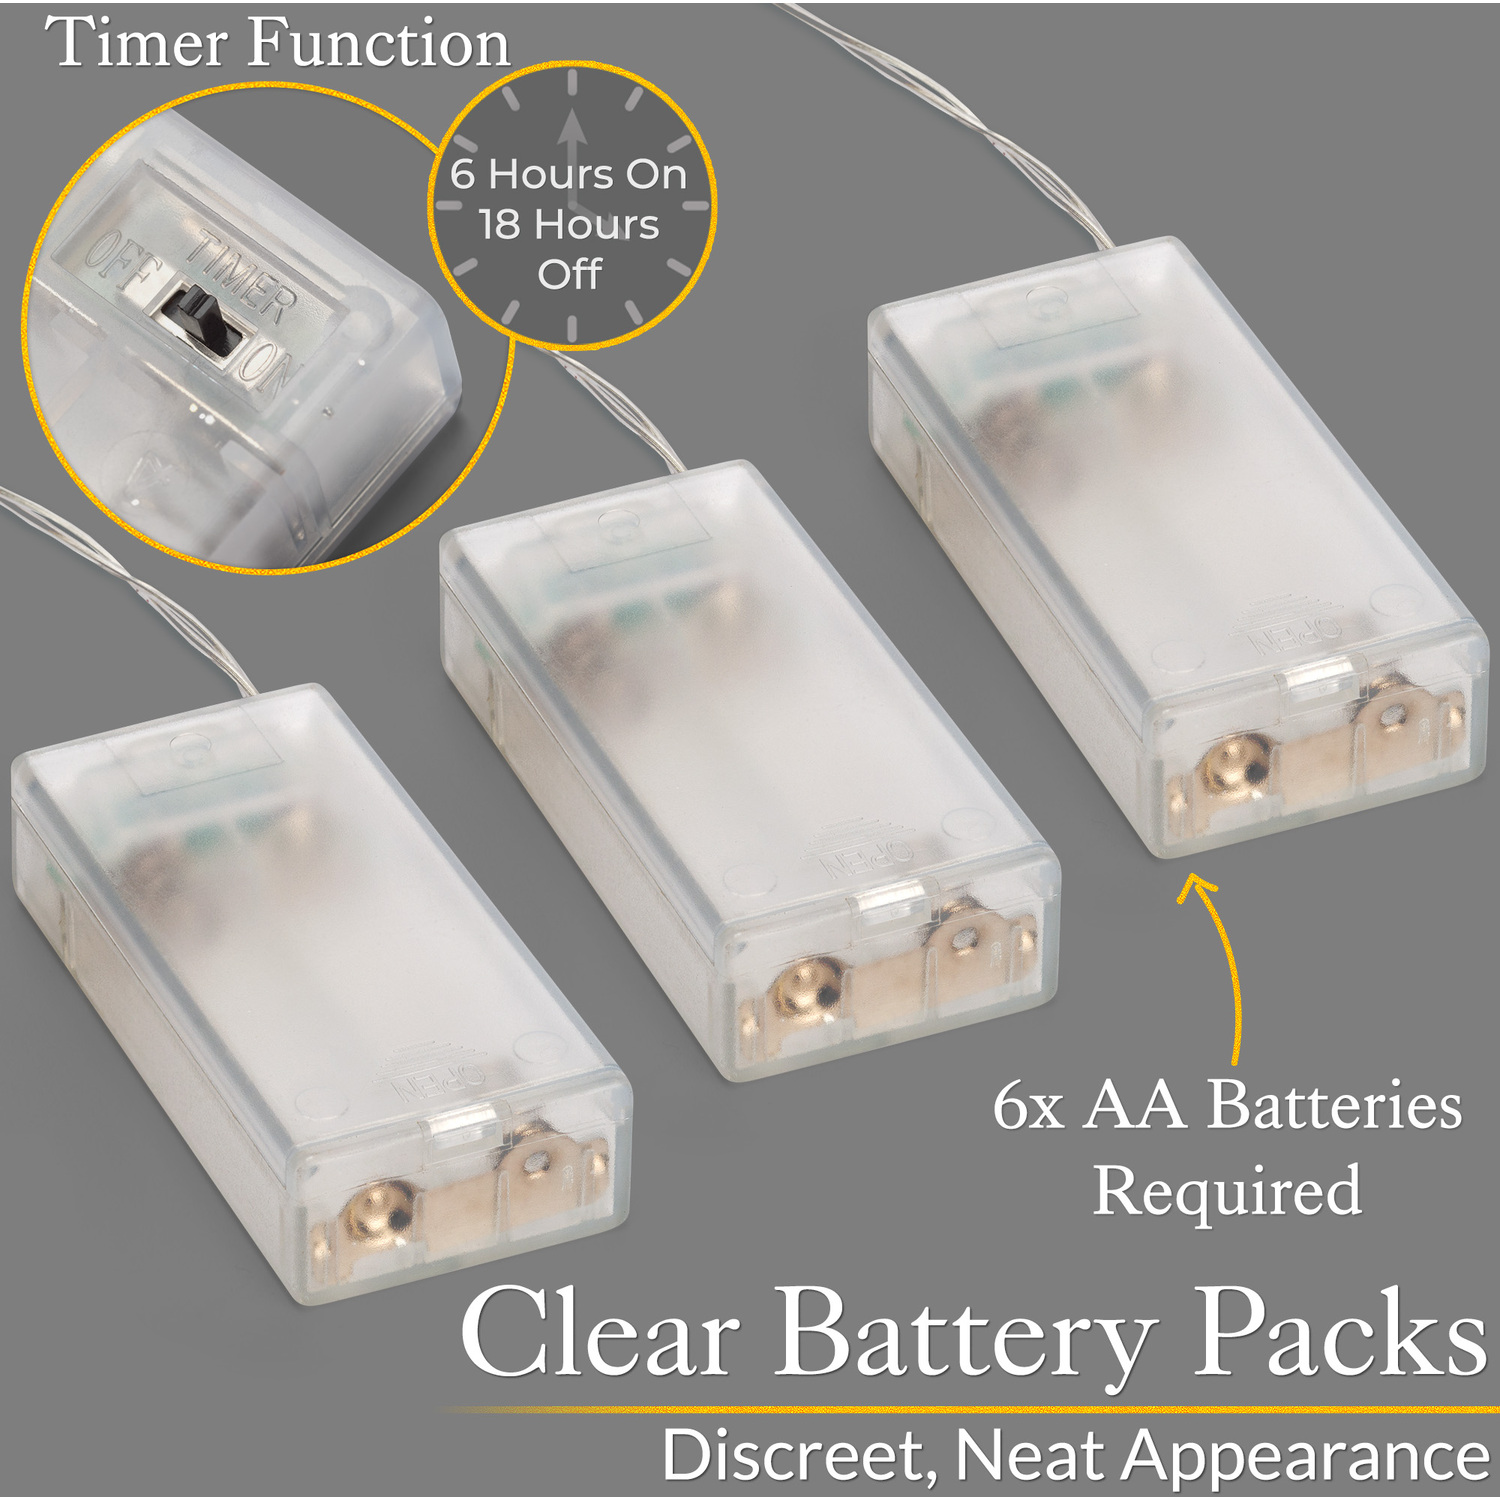 Timer Function
6 Hours On
18 Hours
Off
TIMER
OFF
ON
OPEN
OPEN
OPEN
6x AA Batteries
Required
Clear Battery Packs
Discreet, Neat Appearance